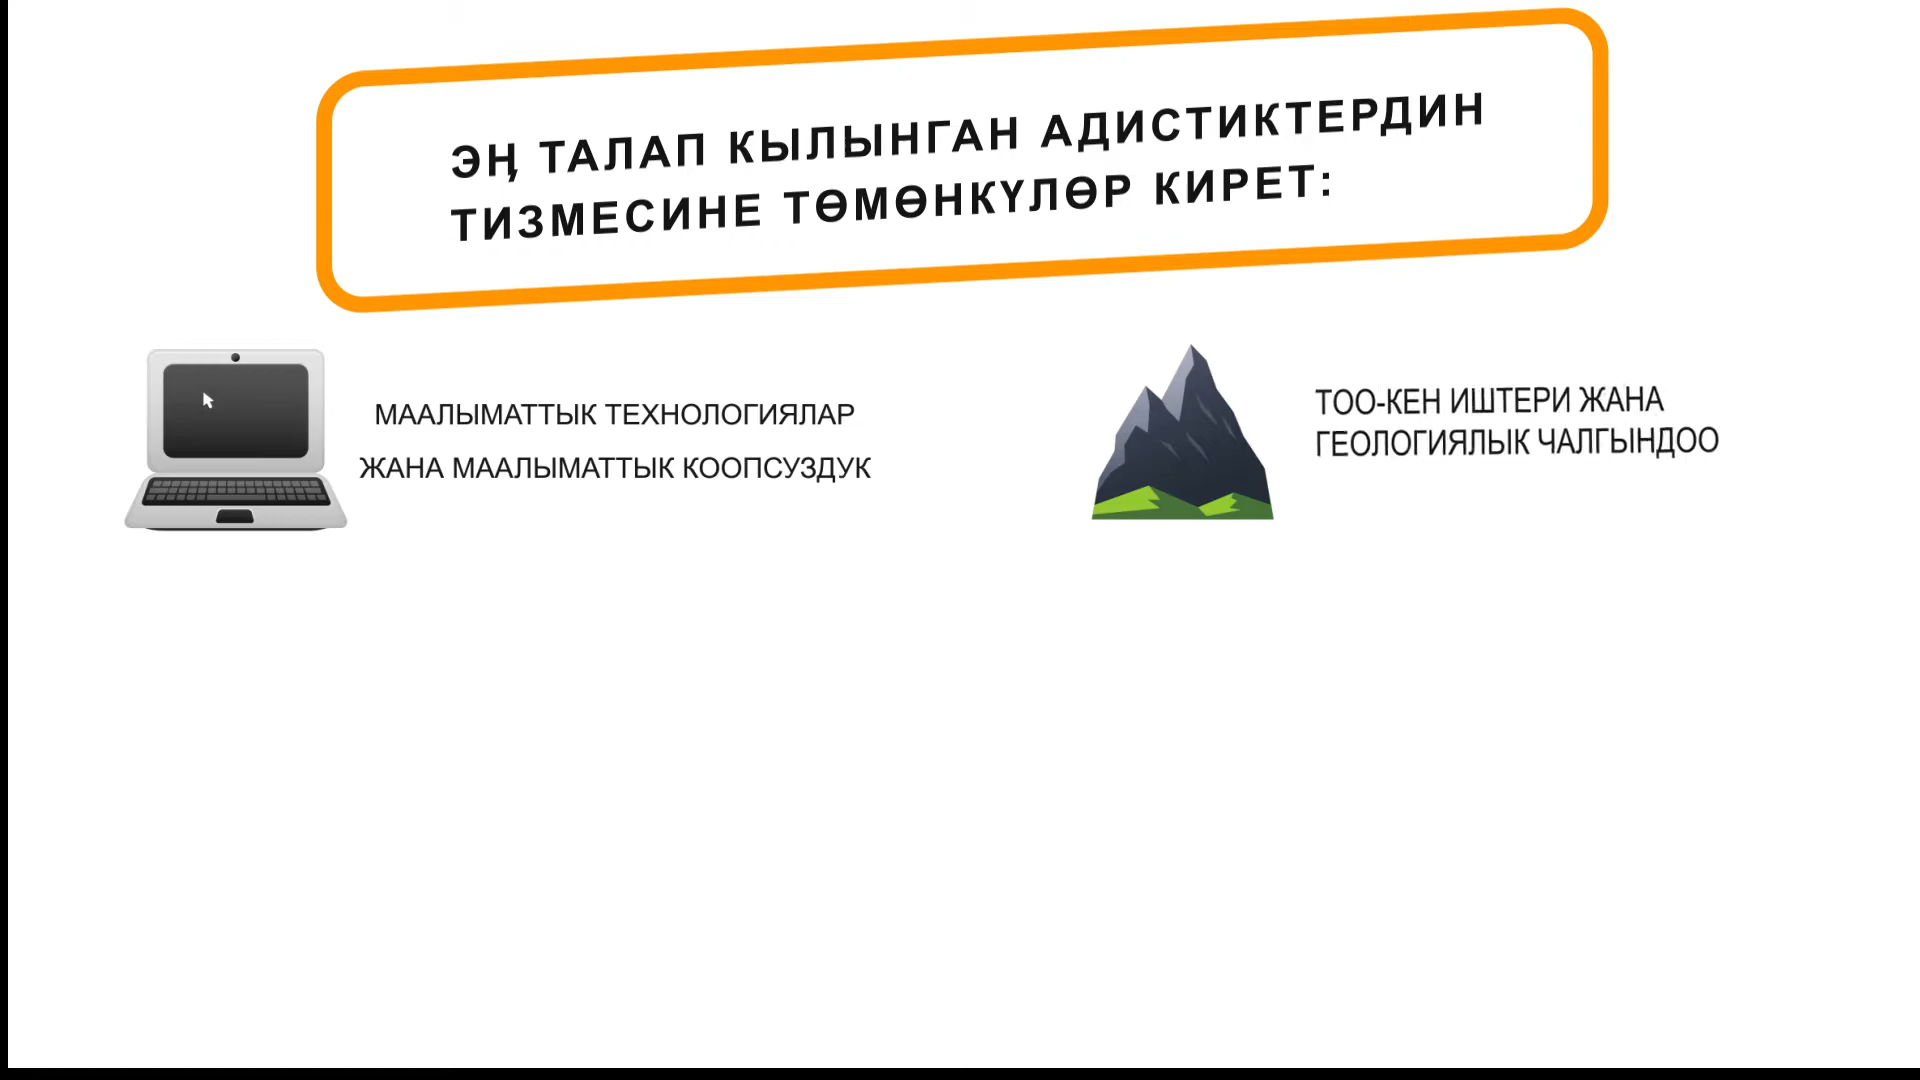 ЭҢ ТАЛАП КЫЛЫНГАН АДИСТИКТЕРДИН
ТИЗМЕСИНЕ ТӨМӨНКҮЛӨР КИРЕТ:
МААЛЫМАТТЫК ТЕХНОЛОГИЯЛАР
ЖАНА МААЛЫМАТТЫК КООПСУЗДУК
ТОО-КЕН ИШТЕРИ ЖАНА
ГЕОЛОГИЯЛЫК ЧАЛГЫНДОО